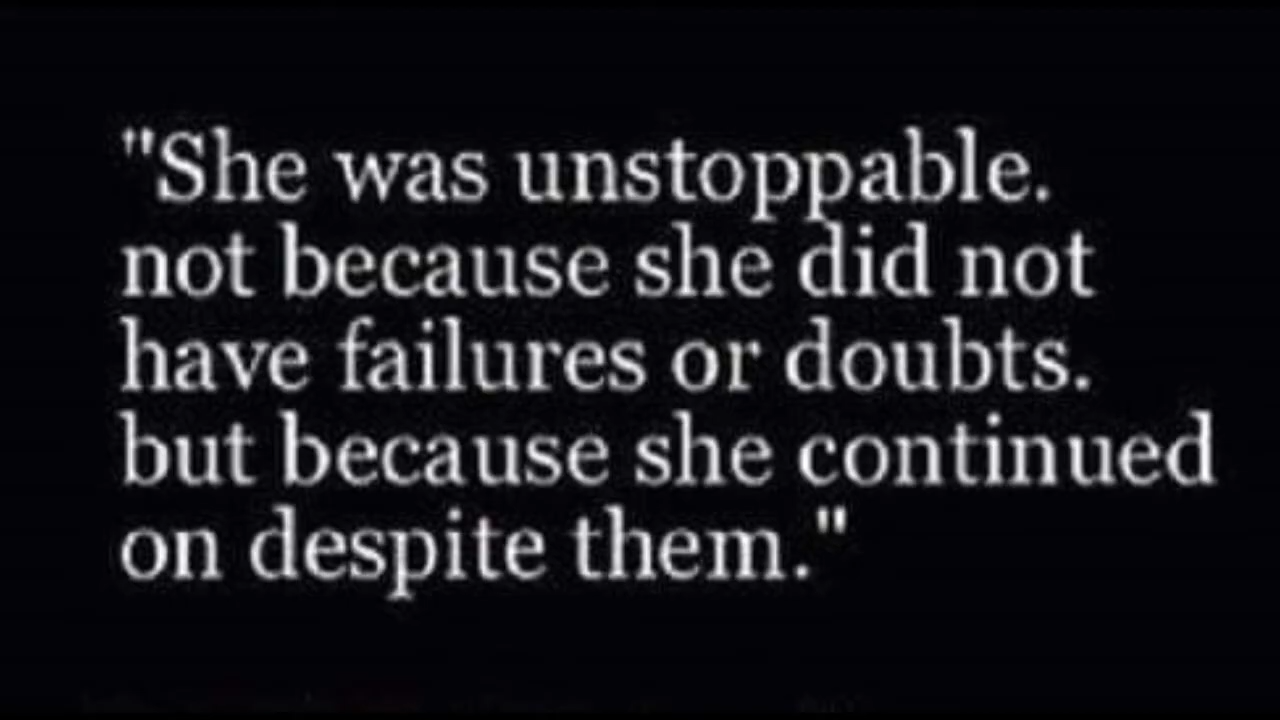 "She was unstoppable.
not because she did not
have failures or doubts.
but because she continued
on despite them."